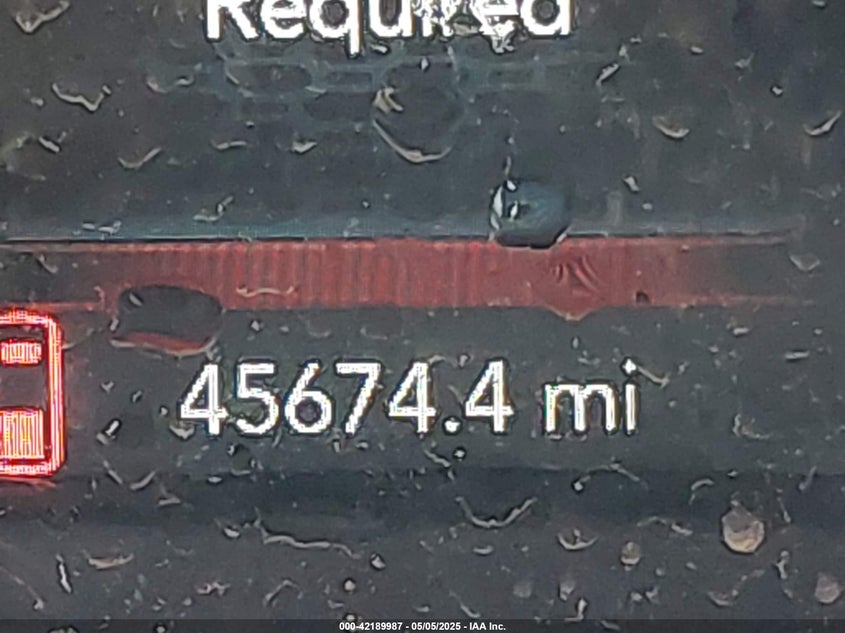 Required
45674.4 mi
000-42189987 - 05/05/2025 - IAA Inc.